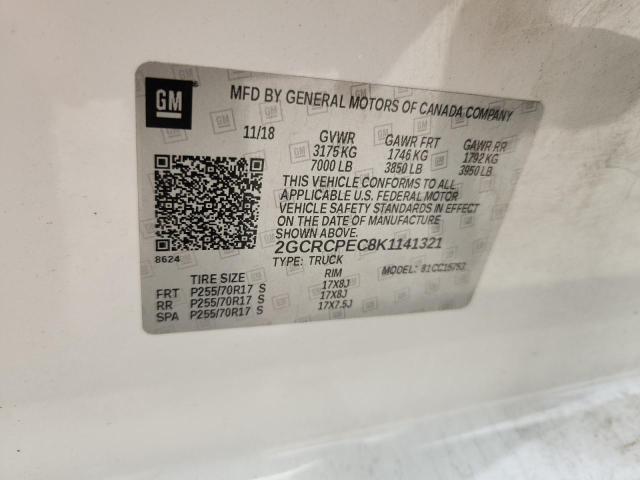 GM
MFD BY GENERAL MOTORS OF CANADA COMPANY
11/18 GVWR GAWR FRT GAWR RR
3175 KG 1746 KG 1792 KG
7000 LB 3850 LB 3950 LB
THIS VEHICLE CONFORMS TO ALL
APPLICABLE U.S. FEDERAL MOTOR
VEHICLE SAFETY STANDARDS IN EFFECT
ON THE DATE OF MANUFACTURE
SHOWN ABOVE.
8624 2GCRCPEC8K1141321
TYPE: TRUCK MODEL: 81CC15753
TIRE SIZE RIM
FRT P255/70R17 S 17X8J
RR P255/70R17 S 17X8J
SPA P255/70R17 S 17X7.5J